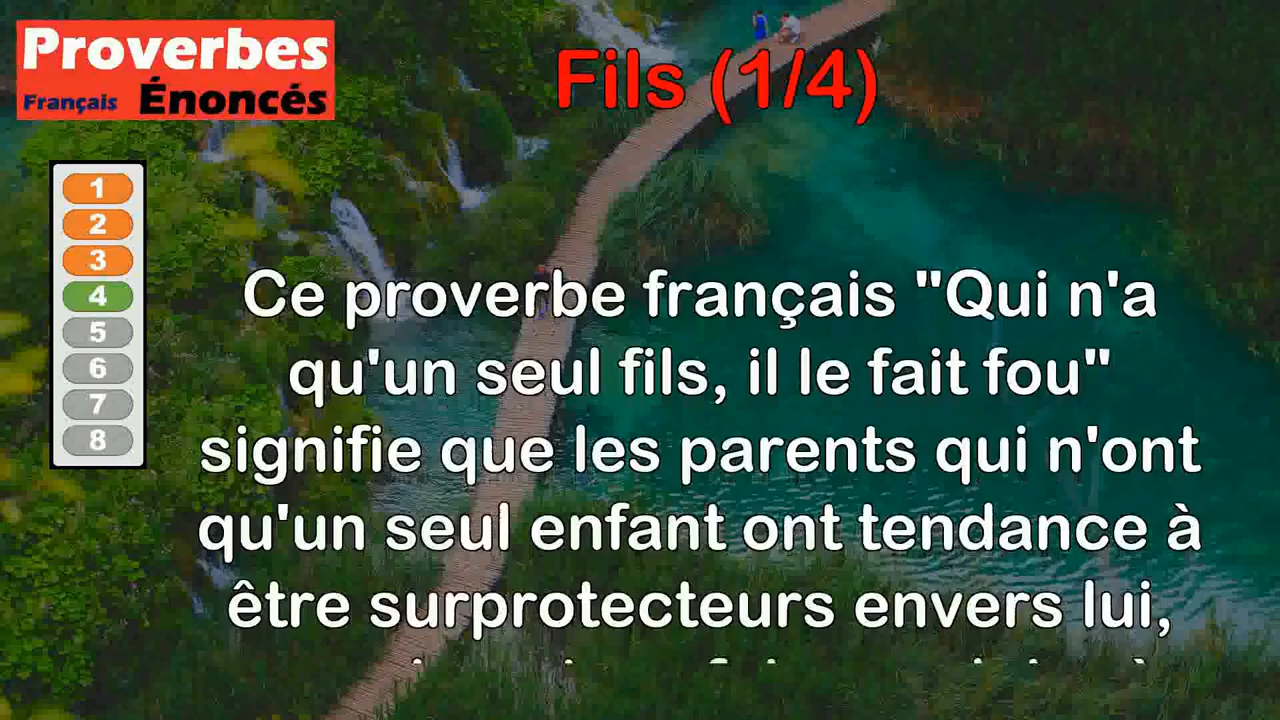 Proverbes
Français Énoncés
Fils (1/4)
1
2
3
4
5
6
7
8
Ce proverbe français "Qui n'a
qu'un seul fils, il le fait fou"
signifie que les parents qui n'ont
qu'un seul enfant ont tendance à
être surprotecteurs envers lui,